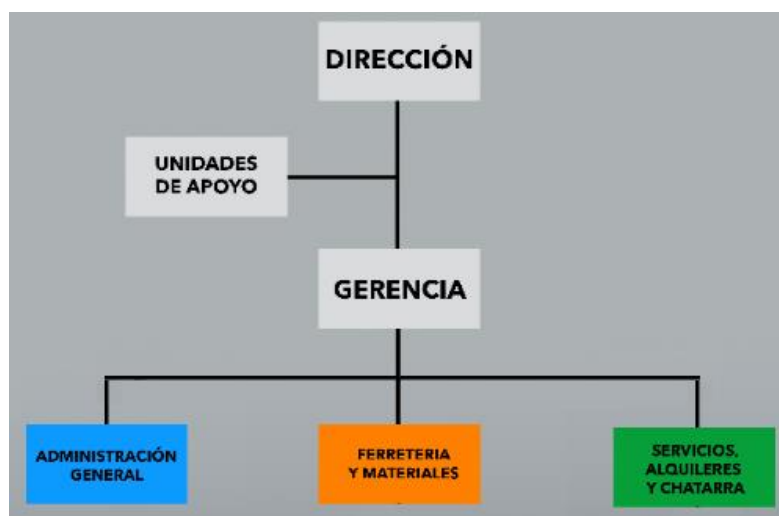 DIRECCIÓN
UNIDADES
DE APOYO
GERENCIA
ADMINISTRACIÓN
GENERAL
FERRETERIA
Y MATERIALES
SERVICIOS,
ALQUILERES
Y CHATARRA